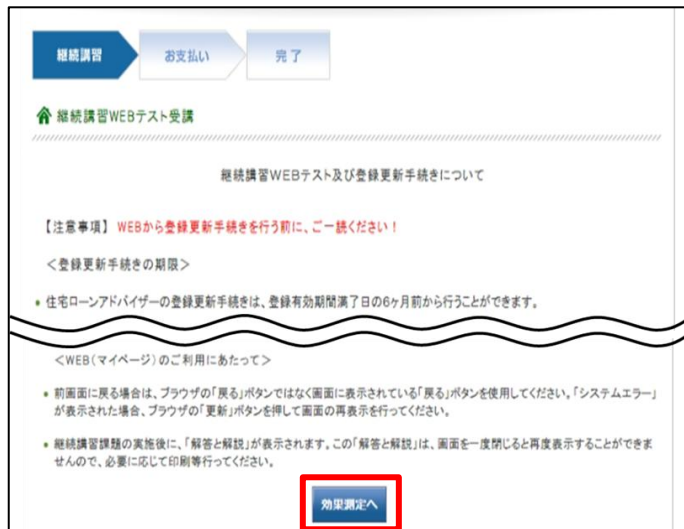 継続講習 お支払い 完了
継続講習WEBテスト受講
継続講習WEBテスト及び登録更新手続きについて
【注意事項】 WEBから登録更新手続きを行う前に、ご一読ください！
＜登録更新手続きの期限＞
• 住宅ローンアドバイザーの登録更新手続きは、登録有効期間満了日の6ヶ月前から行うことができます。
＜WEB（マイページ）のご利用にあたって＞
• 前画面に戻る場合は、ブラウザの「戻る」ボタンではなく画面に表示されている「戻る」ボタンを使用してください。「システムエラー」
が表示された場合、ブラウザの「更新」ボタンを押して画面の再表示を行ってください。
• 継続講習課題の実施後に、「解答と解説」が表示されます。この「解答と解説」は、画面を一度閉じると再度表示することができま
せんので、必要に応じて印刷等行ってください。
効果測定へ